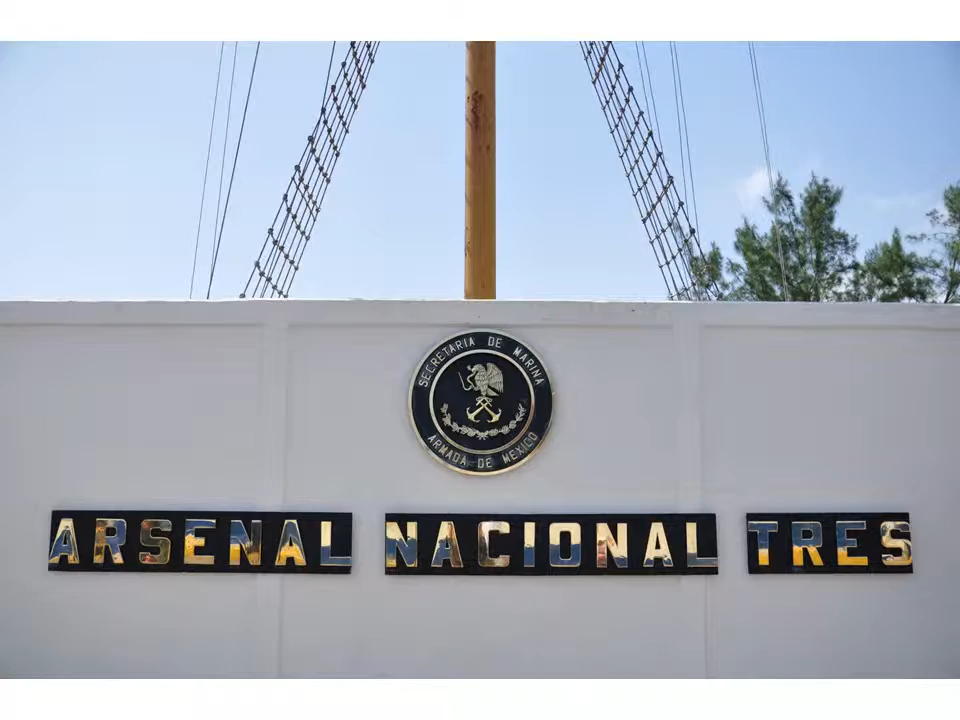 SECRETARIA DE MARINA
ARMADA DE MEXICO
ARSENAL NACIONAL TRES